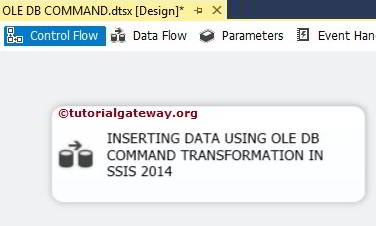 OLE DB COMMAND.dtsx [Design]*
Control Flow Data Flow Parameters Event Han
©tutorialgateway.org
INSERTING DATA USING OLE DB
COMMAND TRANSFORMATION IN
SSIS 2014